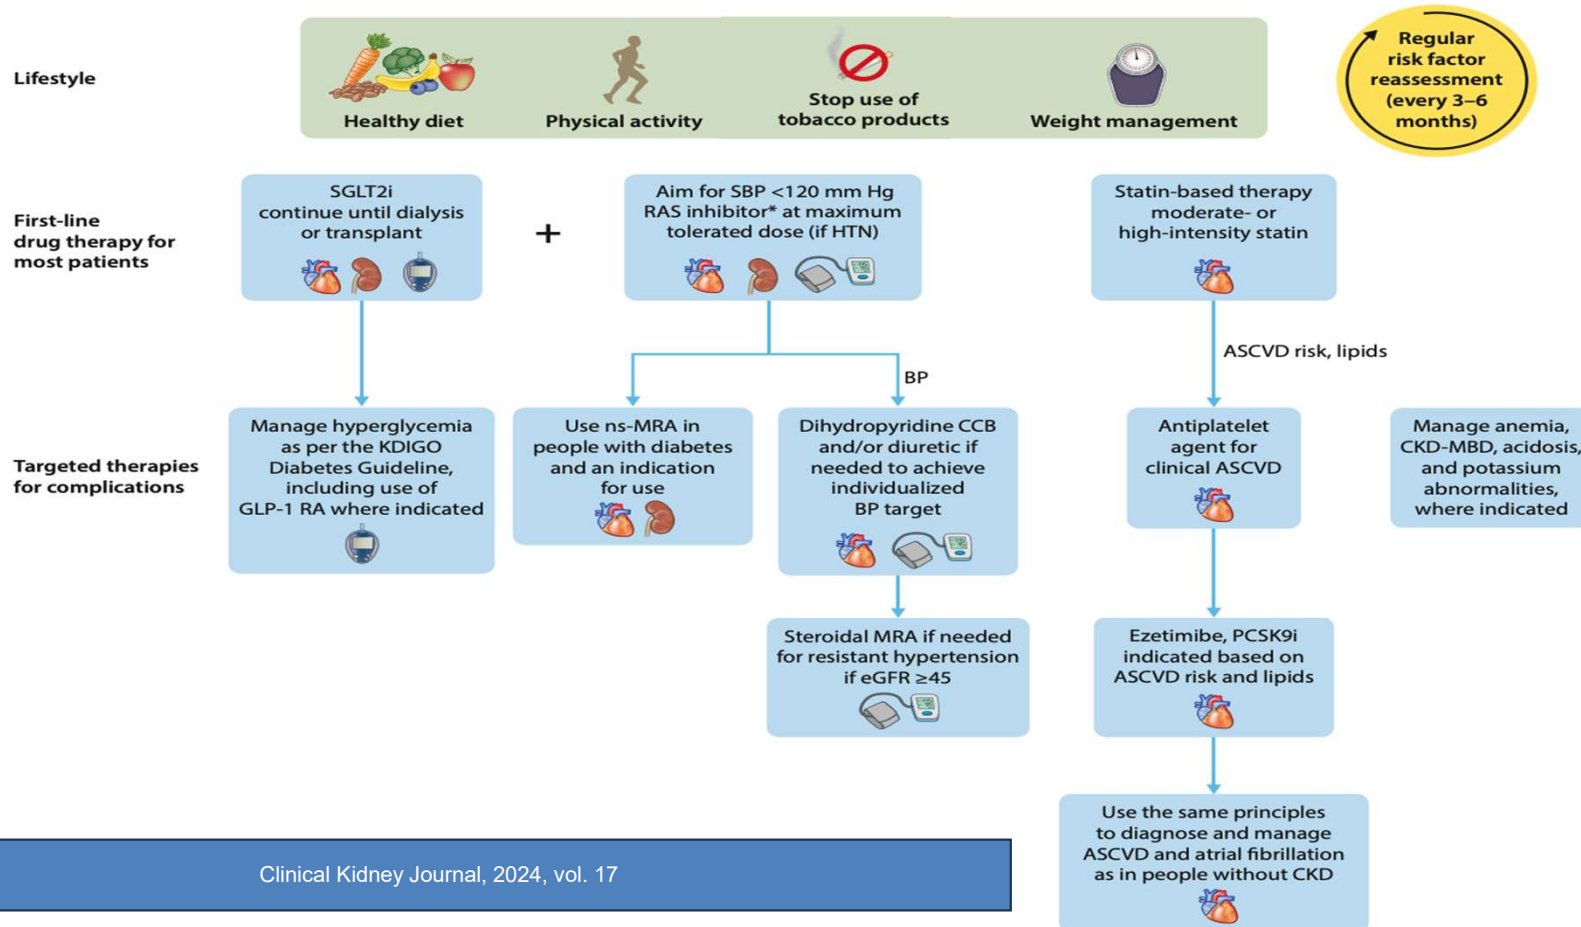 Lifestyle
Healthy diet
Physical activity
Stop use of
tobacco products
Weight management
Regular
risk factor
reassessment
(every 3–6
months)
First-line
drug therapy for
most patients
SGLT2i
continue until dialysis
or transplant
+
Aim for SBP <120 mm Hg
RAS inhibitor* at maximum
tolerated dose (if HTN)
Statin-based therapy
moderate- or
high-intensity statin
ASCVD risk, lipids
BP
Targeted therapies
for complications
Manage hyperglycemia
as per the KDIGO
Diabetes Guideline,
including use of
GLP-1 RA where indicated
Use ns-MRA in
people with diabetes
and an indication
for use
Dihydropyridine CCB
and/or diuretic if
needed to achieve
individualized
BP target
Antiplatelet
agent for
clinical ASCVD
Manage anemia,
CKD-MBD, acidosis,
and potassium
abnormalities,
where indicated
Steroidal MRA if needed
for resistant hypertension
if eGFR ≥45
Ezetimibe, PCSK9i
indicated based on
ASCVD risk and lipids
Use the same principles
to diagnose and manage
ASCVD and atrial fibrillation
as in people without CKD
Clinical Kidney Journal, 2024, vol. 17